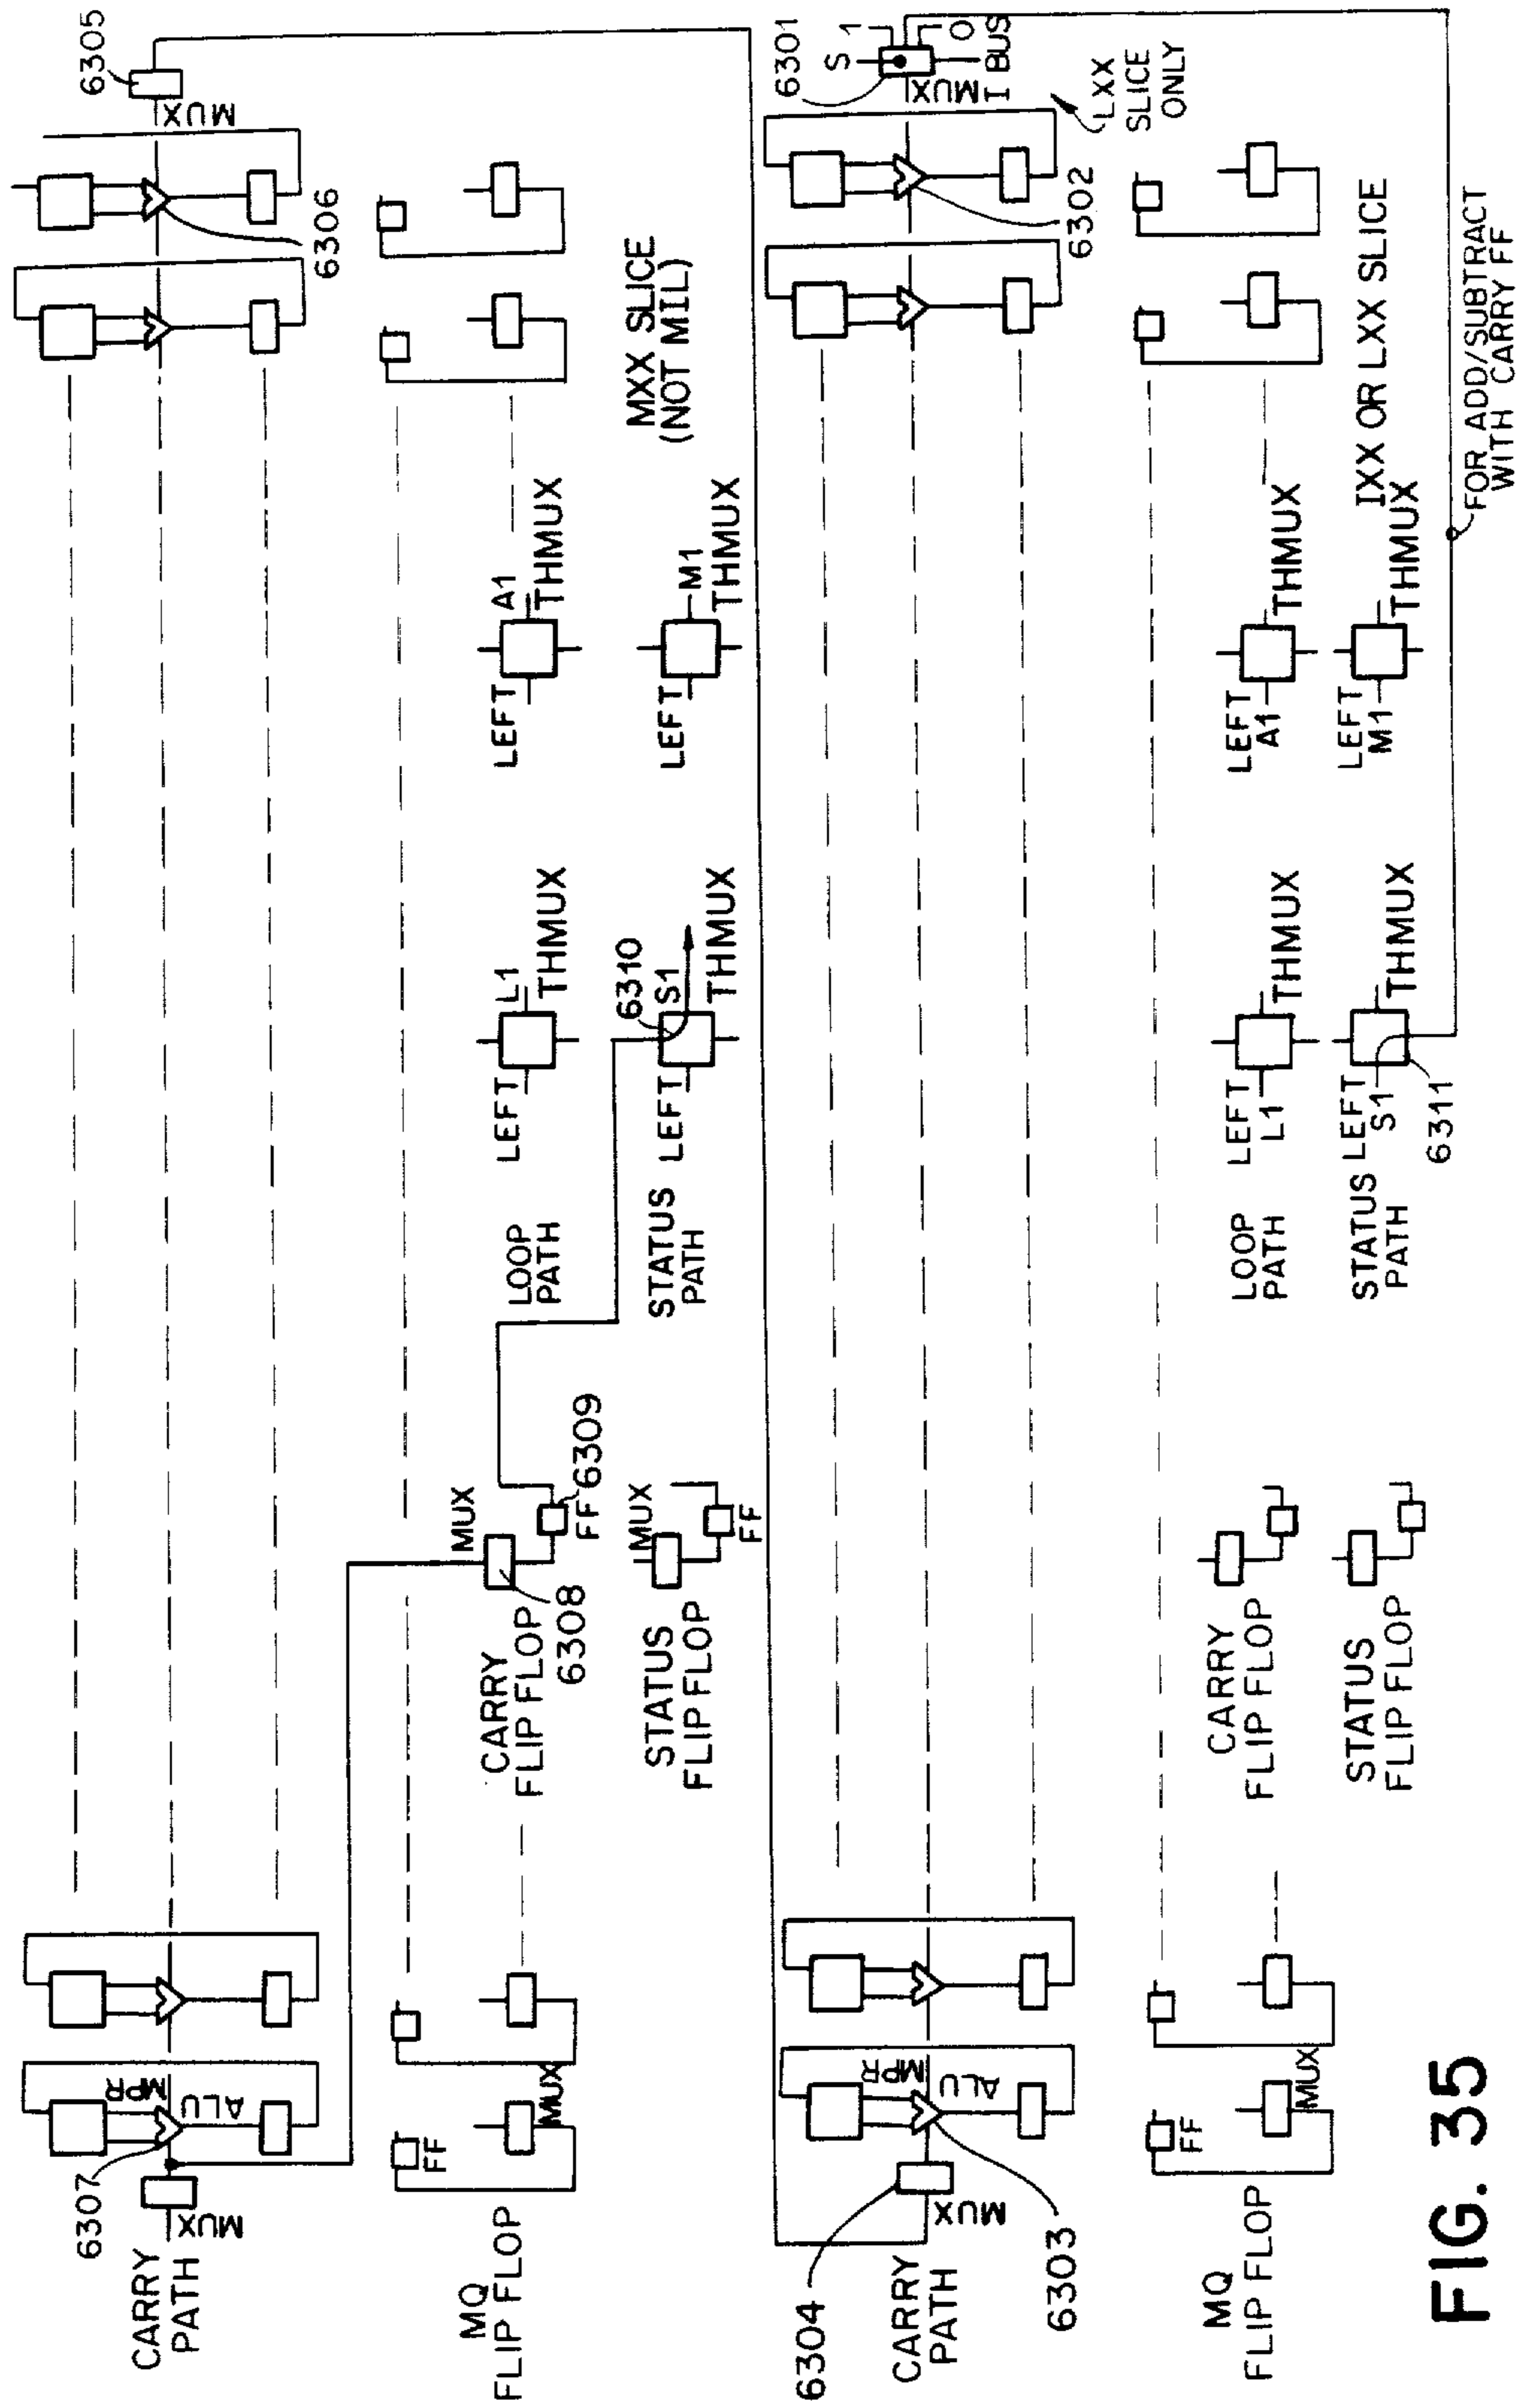 6307
MUX
CARRY
PATH
MPR
ALU
6305
MUX
6306
MQ
FLIP FLOP
FF
MUX
CARRY
FLIP FLOP
MUX
6308
FF
6309
LOOP
PATH
LEFT
L1
THMUX
LEFT
A1
THMUX
MXX SLICE
(NOT MIL)
STATUS
FLIP FLOP
MUX
FF
STATUS
PATH
LEFT
6310
S1
THMUX
LEFT
M1
THMUX
6304
MUX
CARRY
PATH
6303
MPR
ALU
6301
S
1
0
MUX
I BUS
6302
LXX
SLICE
ONLY
MQ
FLIP FLOP
FF
MUX
CARRY
FLIP FLOP
LOOP
PATH
LEFT
L1
THMUX
LEFT
A1
THMUX
IXX OR LXX SLICE
STATUS
FLIP FLOP
STATUS
PATH
LEFT
S1
THMUX
6311
LEFT
M1
THMUX
FOR ADD/SUBTRACT
WITH CARRY FF
FIG. 35